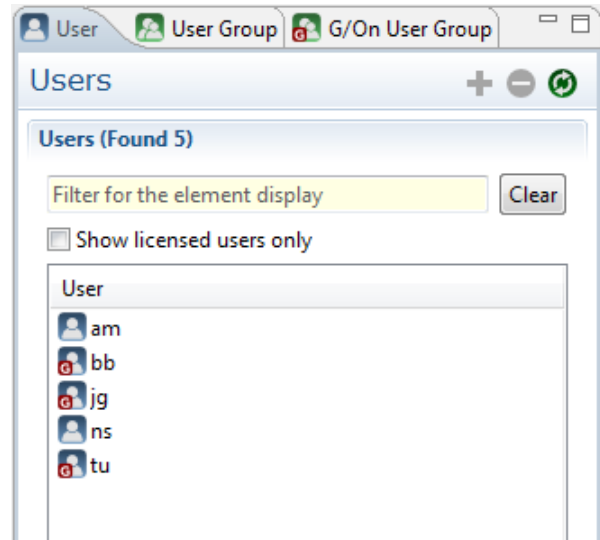 User User Group G/On User Group
Users
Users (Found 5)
Filter for the element display Clear
Show licensed users only
User
am
G bb
G jg
ns
G tu